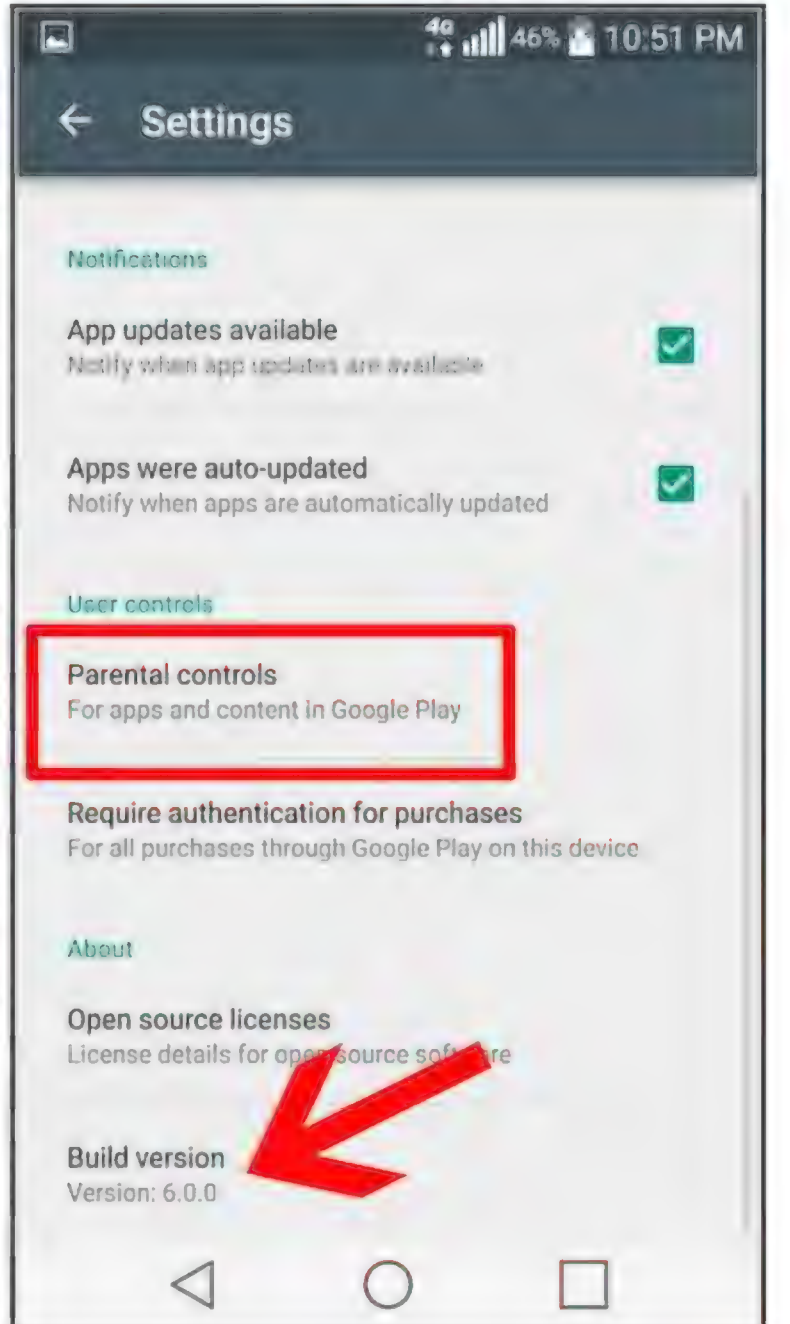 4G 46% 10:51 PM
Settings
Notifications
App updates available
Notify when app updates are available
Apps were auto-updated
Notify when apps are automatically updated
User controls
Parental controls
For apps and content in Google Play
Require authentication for purchases
For all purchases through Google Play on this device
About
Open source licenses
License details for open source software
Build version
Version: 6.0.0